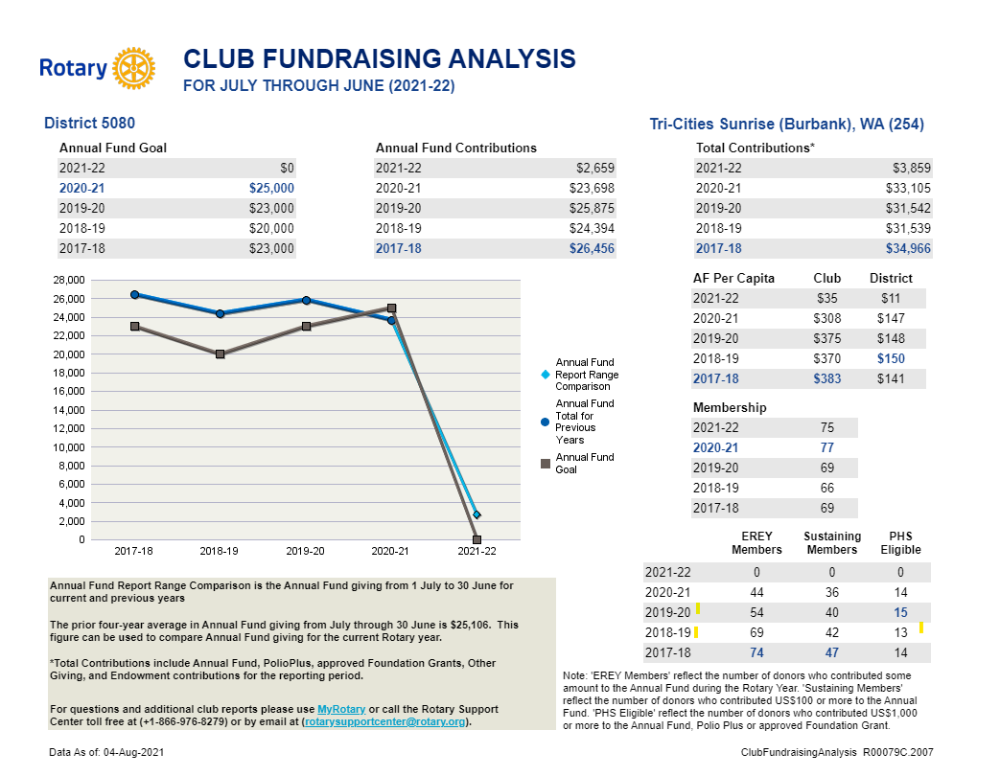 Rotary
CLUB FUNDRAISING ANALYSIS
FOR JULY THROUGH JUNE (2021-22)
District 5080
Tri-Cities Sunrise (Burbank), WA (254)
Annual Fund Goal
2021-22 $0
2020-21 $25,000
2019-20 $23,000
2018-19 $20,000
2017-18 $23,000
Annual Fund Contributions
2021-22 $2,659
2020-21 $23,698
2019-20 $25,875
2018-19 $24,394
2017-18 $26,456
Total Contributions*
2021-22 $3,859
2020-21 $33,105
2019-20 $31,542
2018-19 $31,539
2017-18 $34,966
28,000
26,000
24,000
22,000
20,000
18,000
16,000
14,000
12,000
10,000
8,000
6,000
4,000
2,000
0
2017-18 2018-19 2019-20 2020-21 2021-22
Annual Fund
Report Range
Comparison
Annual Fund
Total for
Previous
Years
Annual Fund
Goal
AF Per Capita Club District
2021-22 $35 $11
2020-21 $308 $147
2019-20 $375 $148
2018-19 $370 $150
2017-18 $383 $141
Membership
2021-22 75
2020-21 77
2019-20 69
2018-19 66
2017-18 69
EREY Sustaining PHS
Members Members Eligible
2021-22 0 0 0
2020-21 44 36 14
2019-20 54 40 15
2018-19 69 42 13
2017-18 74 47 14
Annual Fund Report Range Comparison is the Annual Fund giving from 1 July to 30 June for
current and previous years
The prior four-year average in Annual Fund giving from July through 30 June is $25,106. This
figure can be used to compare Annual Fund giving for the current Rotary year.
*Total Contributions include Annual Fund, PolioPlus, approved Foundation Grants, Other
Giving, and Endowment contributions for the reporting period.
For questions and additional club reports please use MyRotary or call the Rotary Support
Center toll free at (+1-866-976-8279) or by email at (rotarysupportcenter@rotary.org).
Note: 'EREY Members' reflect the number of donors who contributed some
amount to the Annual Fund during the Rotary Year. 'Sustaining Members'
reflect the number of donors who contributed US$100 or more to the Annual
Fund. 'PHS Eligible' reflect the number of donors who contributed US$1,000
or more to the Annual Fund, Polio Plus or approved Foundation Grant.
Data As of: 04-Aug-2021
ClubFundraisingAnalysis R00079C.2007